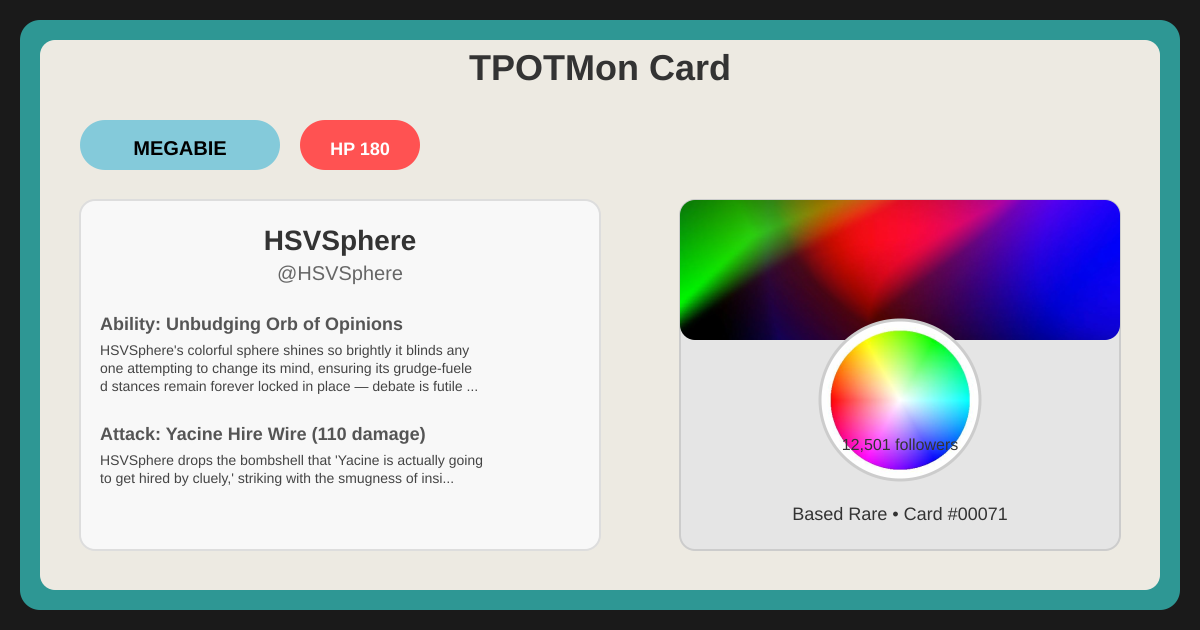 TPOTMon Card
MEGABIE
HP 180
HSVSphere
@HSVSphere
Ability: Unbudging Orb of Opinions
HSVSphere's colorful sphere shines so brightly it blinds any
one attempting to change its mind, ensuring its grudge-fuele
d stances remain forever locked in place — debate is futile ...
Attack: Yacine Hire Wire (110 damage)
HSVSphere drops the bombshell that 'Yacine is actually going
to get hired by cluely,' striking with the smugness of insi...
12,501 followers
Based Rare • Card #00071